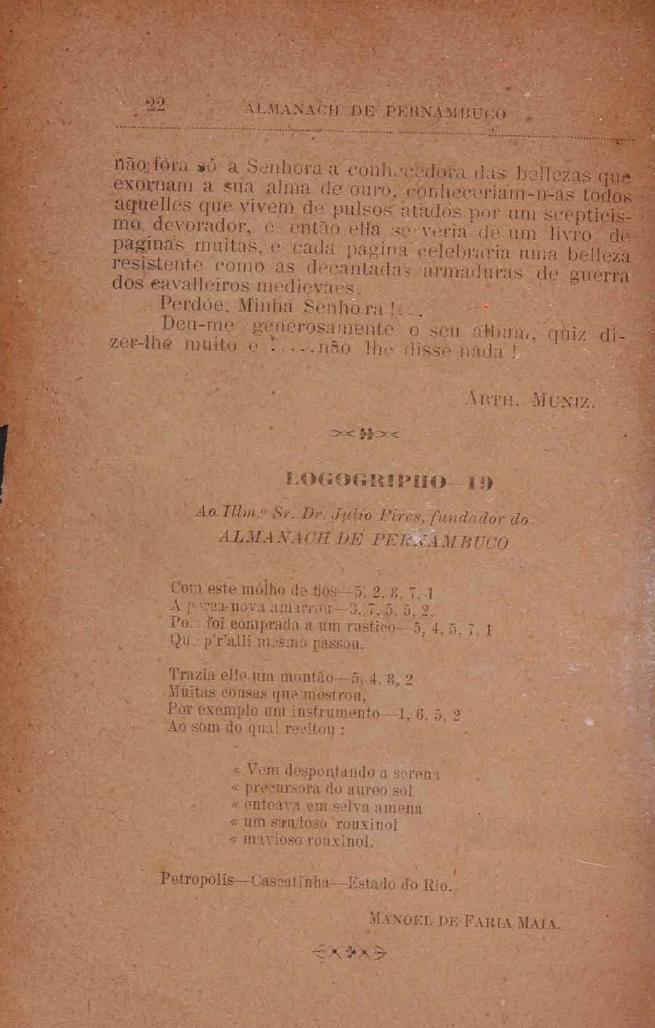 22 ALMANACH DE PERNAMBUCO
não fóra só a Senhora a conhecedora das bellezas que
exornam a sua alma de ouro, conheceriam-n-as todos
aquelles que vivem de pulsos atados por um scepticis-
mo devorador, e então ella se veria de um livro de
paginas muitas, e cada pagina celebraria uma belleza
resistente como as decantadas armaduras de guerra
dos cavalleiros medievaes.
Perdôe, Minha Senhora!...
Deu-me generosamente o seu album, quiz di-
zer-lhe muito e .....não lhe disse nada!
ARTH. MUNIZ.
LOGOGRIPHO—19
Ao Illm.º Sr. Dr. Julio Pires, fundador do
ALMANACH DE PERNAMBUCO
Com este mólho de fios—5, 2, 8, 7, 1
A nova amarrou—3, 7, 5, 5, 2,
Pois foi comprada a um rustico—5, 4, 5, 7, 1
Que p'r'alli mesmo passou.
Trazia elle um montão—5, 4, 8, 2
Muitas cousas que mostrou,
Por exemplo um instrumento—1, 6, 5, 2
Ao som do qual recitou:
« Vem despontando a serena
« precursora do aureo sol
« entoava em selva amena
« um saudoso rouxinol
« mavioso rouxinol.
Petropolis—Cascatinha—Estado do Rio.
MANOEL DE FARIA MAIA.